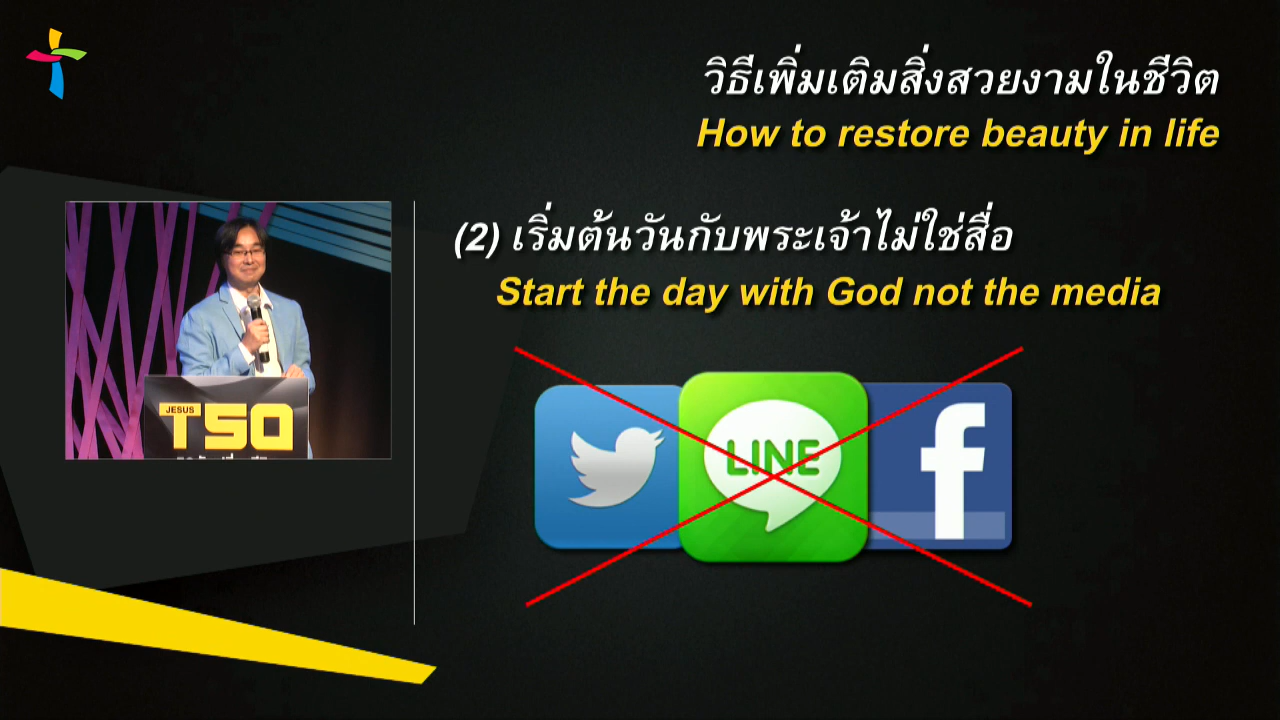 วิธีเพิ่มเติมสิ่งสวยงามในชีวิต
How to restore beauty in life
(2) เริ่มต้นวันกับพระเจ้าไม่ใช่สื่อ
Start the day with God not the media
JESUS
T50
LINE
f